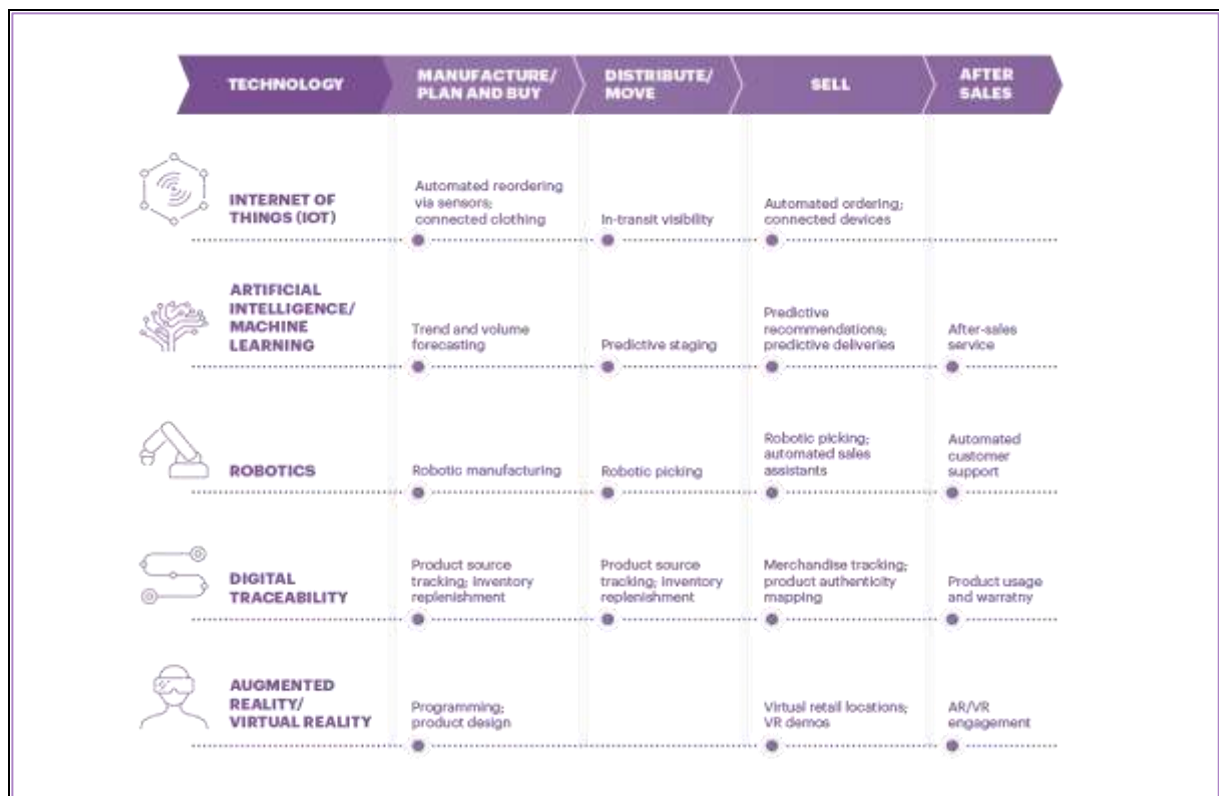 TECHNOLOGY
MANUFACTURE/
PLAN AND BUY
DISTRIBUTE/
MOVE
SELL
AFTER
SALES
INTERNET OF
THINGS (IOT)
Automated reordering
via sensors;
connected clothing
In-transit visibility
Automated ordering;
connected devices
ARTIFICIAL
INTELLIGENCE/
MACHINE
LEARNING
Trend and volume
forecasting
Predictive staging
Predictive
recommendations;
predictive deliveries
After-sales
service
ROBOTICS
Robotic manufacturing
Robotic picking
Robotic picking;
automated sales
assistants
Automated
customer
support
DIGITAL
TRACEABILITY
Product source
tracking; inventory
replenishment
Product source
tracking; inventory
replenishment
Merchandise tracking;
product authenticity
mapping
Product usage
and warratny
AUGMENTED
REALITY/
VIRTUAL REALITY
Programming;
product design
Virtual retail locations;
VR demos
AR/VR
engagement